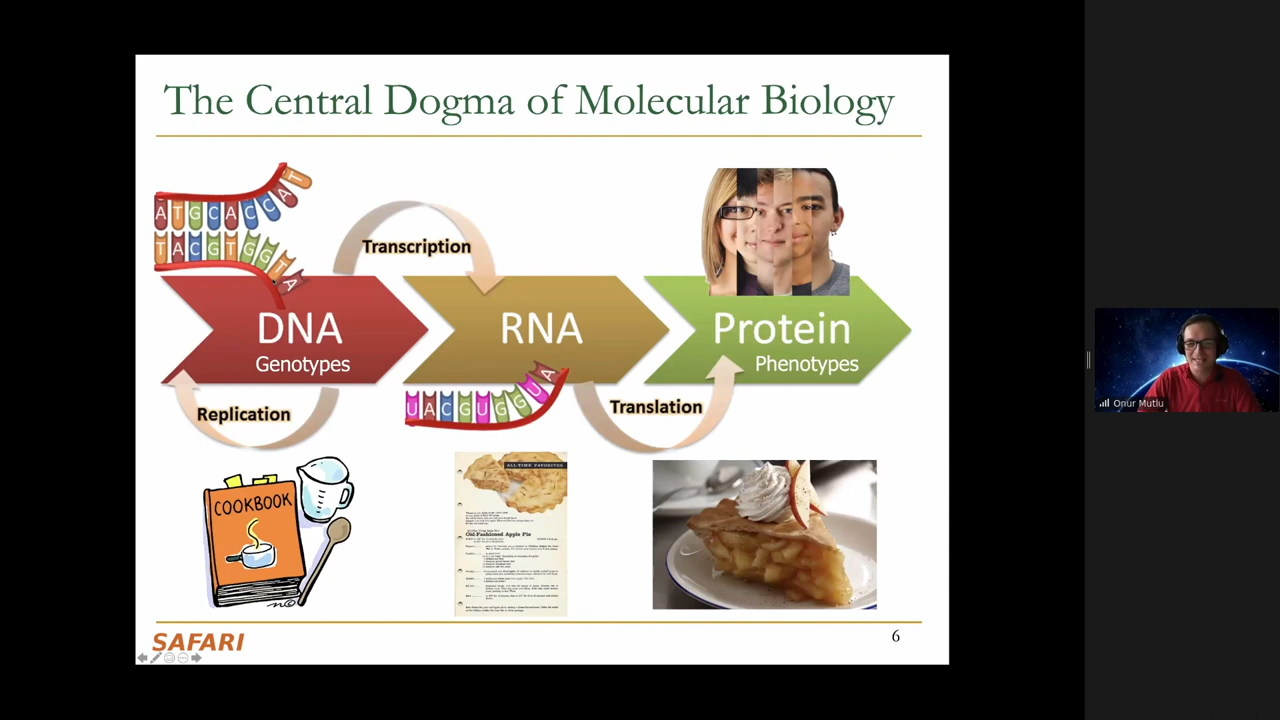 The Central Dogma of Molecular Biology
ATGCACCAT
TACGTGGTA
Transcription
DNA
Genotypes
RNA
Protein
Phenotypes
Replication
UACGUGGUA
Translation
COOKBOOK
ALL-TIME FAVORITES
Old-Fashioned Apple Pie
SAFARI
6
Onur Mutlu